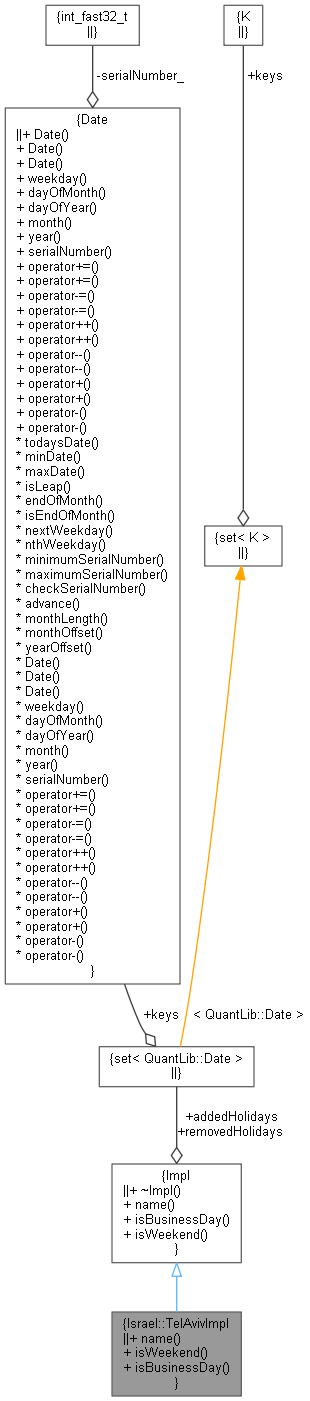 {int_fast32_t
||}
{K
||}
-serialNumber_
+keys
{Date
||+ Date()
+ Date()
+ Date()
+ weekday()
+ dayOfMonth()
+ dayOfYear()
+ month()
+ year()
+ serialNumber()
+ operator+=()
+ operator+=()
+ operator-=()
+ operator-=()
+ operator++()
+ operator++()
+ operator--()
+ operator--()
+ operator+()
+ operator+()
+ operator-()
+ operator-()
* todaysDate()
* minDate()
* maxDate()
* isLeap()
* endOfMonth()
* isEndOfMonth()
* nextWeekday()
* nthWeekday()
* minimumSerialNumber()
* maximumSerialNumber()
* checkSerialNumber()
* advance()
* monthLength()
* monthOffset()
* yearOffset()
* Date()
* Date()
* Date()
* weekday()
* dayOfMonth()
* dayOfYear()
* month()
* year()
* serialNumber()
* operator+=()
* operator+=()
* operator-=()
* operator-=()
* operator++()
* operator++()
* operator--()
* operator--()
* operator+()
* operator+()
* operator-()
* operator-()
}
{set< K >
||}
+keys
< QuantLib::Date >
{set< QuantLib::Date >
||}
+addedHolidays
+removedHolidays
{Impl
||+ ~Impl()
+ name()
+ isBusinessDay()
+ isWeekend()
}
{Israel::TelAvivImpl
||+ name()
+ isWeekend()
+ isBusinessDay()
}